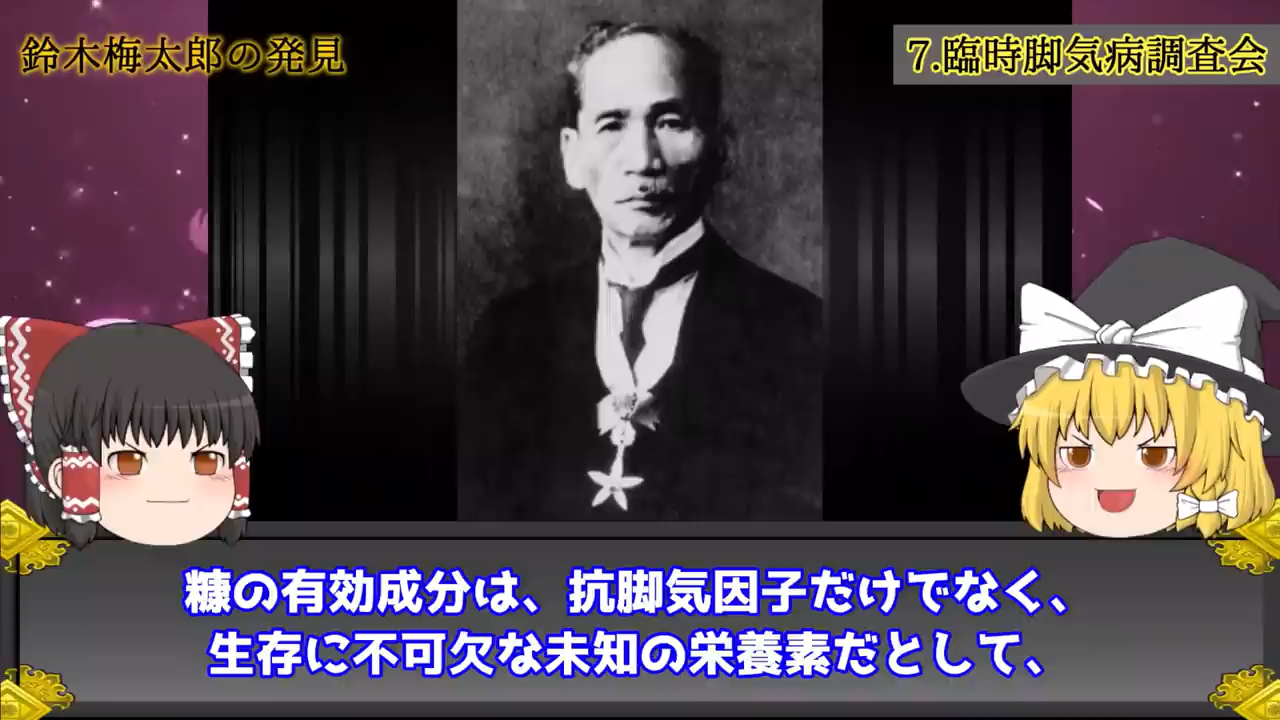 鈴木梅太郎の発見
7.臨時脚気病調査会
糠の有効成分は、抗脚気因子だけでなく、
生存に不可欠な未知の栄養素だとして、